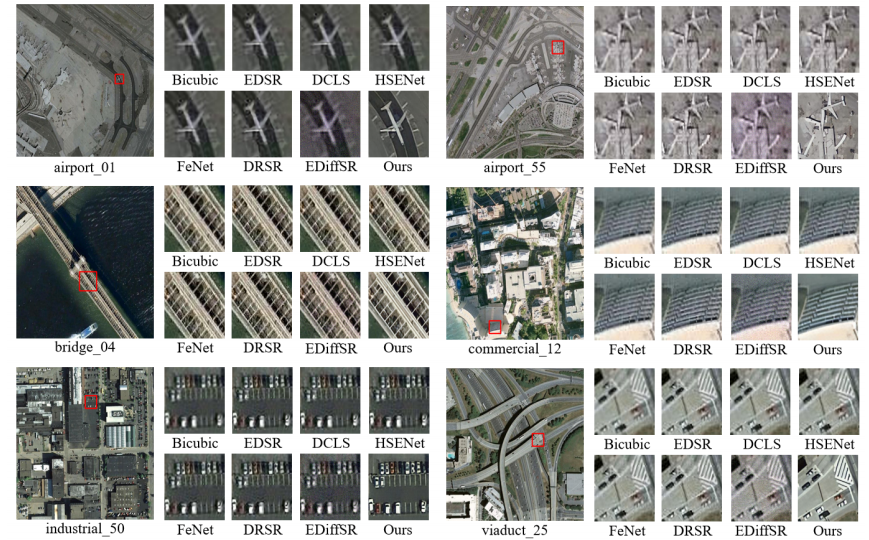 Bicubic EDSR DCLS HSENet
FeNet DRSR EDiffSR Ours
airport_01
Bicubic EDSR DCLS HSENet
FeNet DRSR EDiffSR Ours
airport_55
Bicubic EDSR DCLS HSENet
FeNet DRSR EDiffSR Ours
bridge_04
Bicubic EDSR DCLS HSENet
FeNet DRSR EDiffSR Ours
commercial_12
Bicubic EDSR DCLS HSENet
FeNet DRSR EDiffSR Ours
industrial_50
Bicubic EDSR DCLS HSENet
FeNet DRSR EDiffSR Ours
viaduct_25